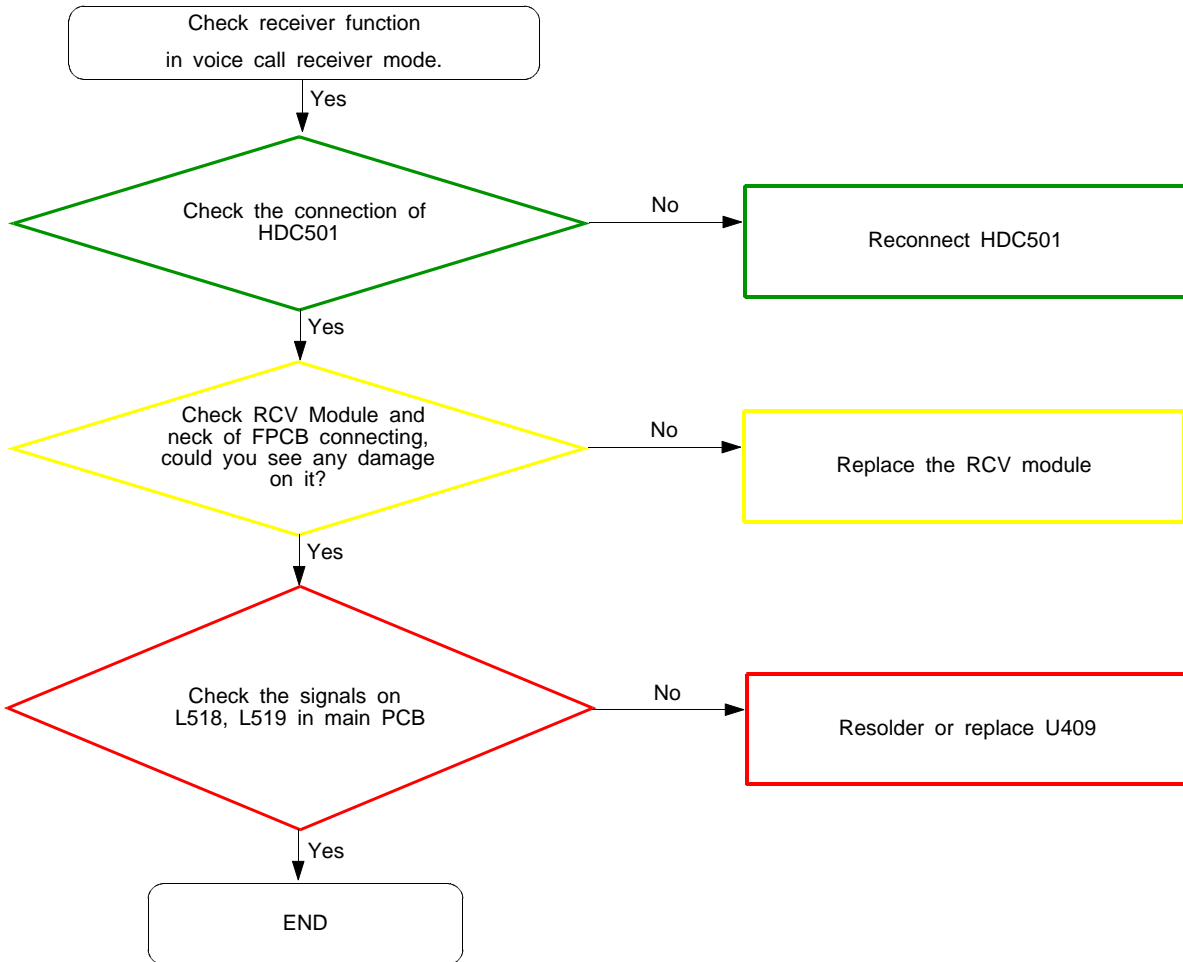 Check receiver function
in voice call receiver mode.
Yes
Check the connection of
HDC501
No
Reconnect HDC501
Yes
Check RCV Module and
neck of FPCB connecting,
could you see any damage
on it?
No
Replace the RCV module
Yes
Check the signals on
L518, L519 in main PCB
No
Resolder or replace U409
Yes
END